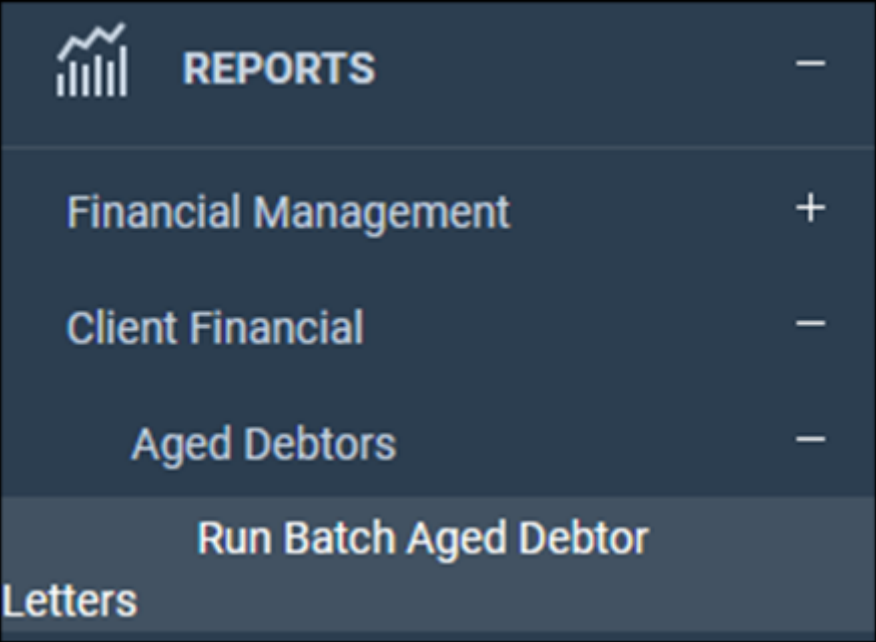 REPORTS
Financial Management
Client Financial
Aged Debtors
Run Batch Aged Debtor
Letters